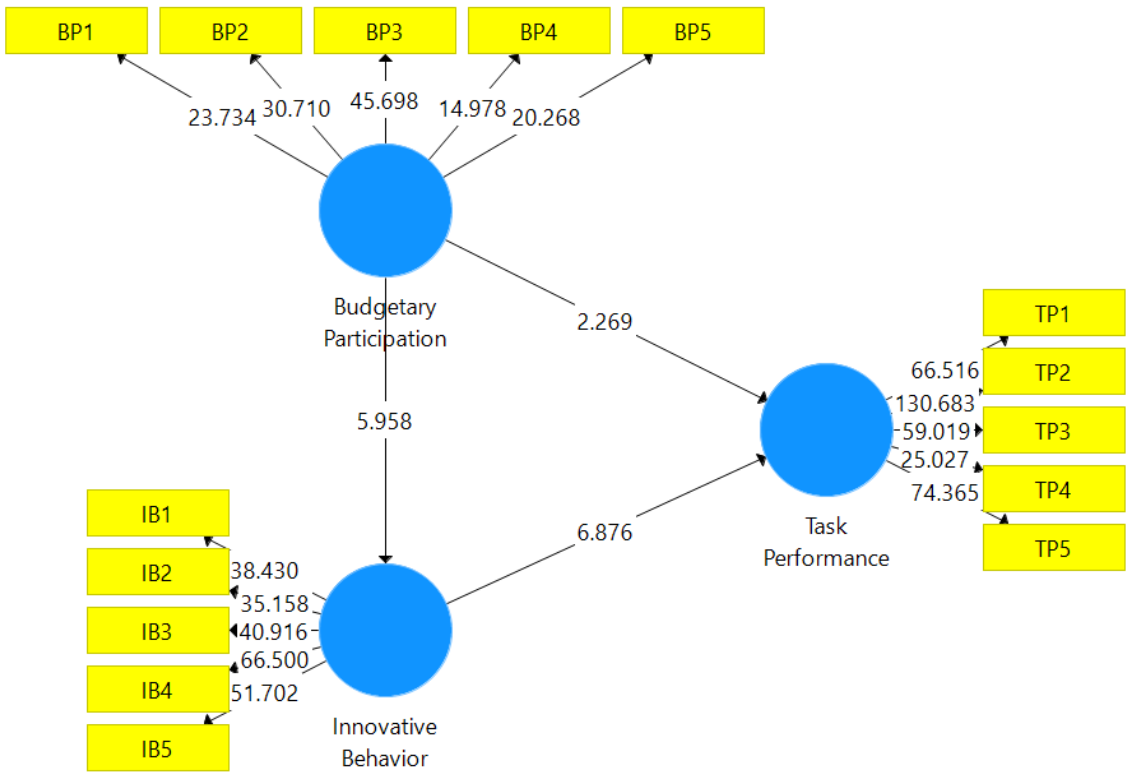 BP1 BP2 BP3 BP4 BP5
23.734 30.710 45.698 14.978 20.268
Budgetary
Participation
2.269
5.958
TP1
66.516
TP2
130.683
TP3
59.019
25.027
TP4
74.365
TP5
Task
Performance
6.876
IB1
38.430
IB2
35.158
IB3
40.916
66.500
IB4
51.702
IB5
Innovative
Behavior